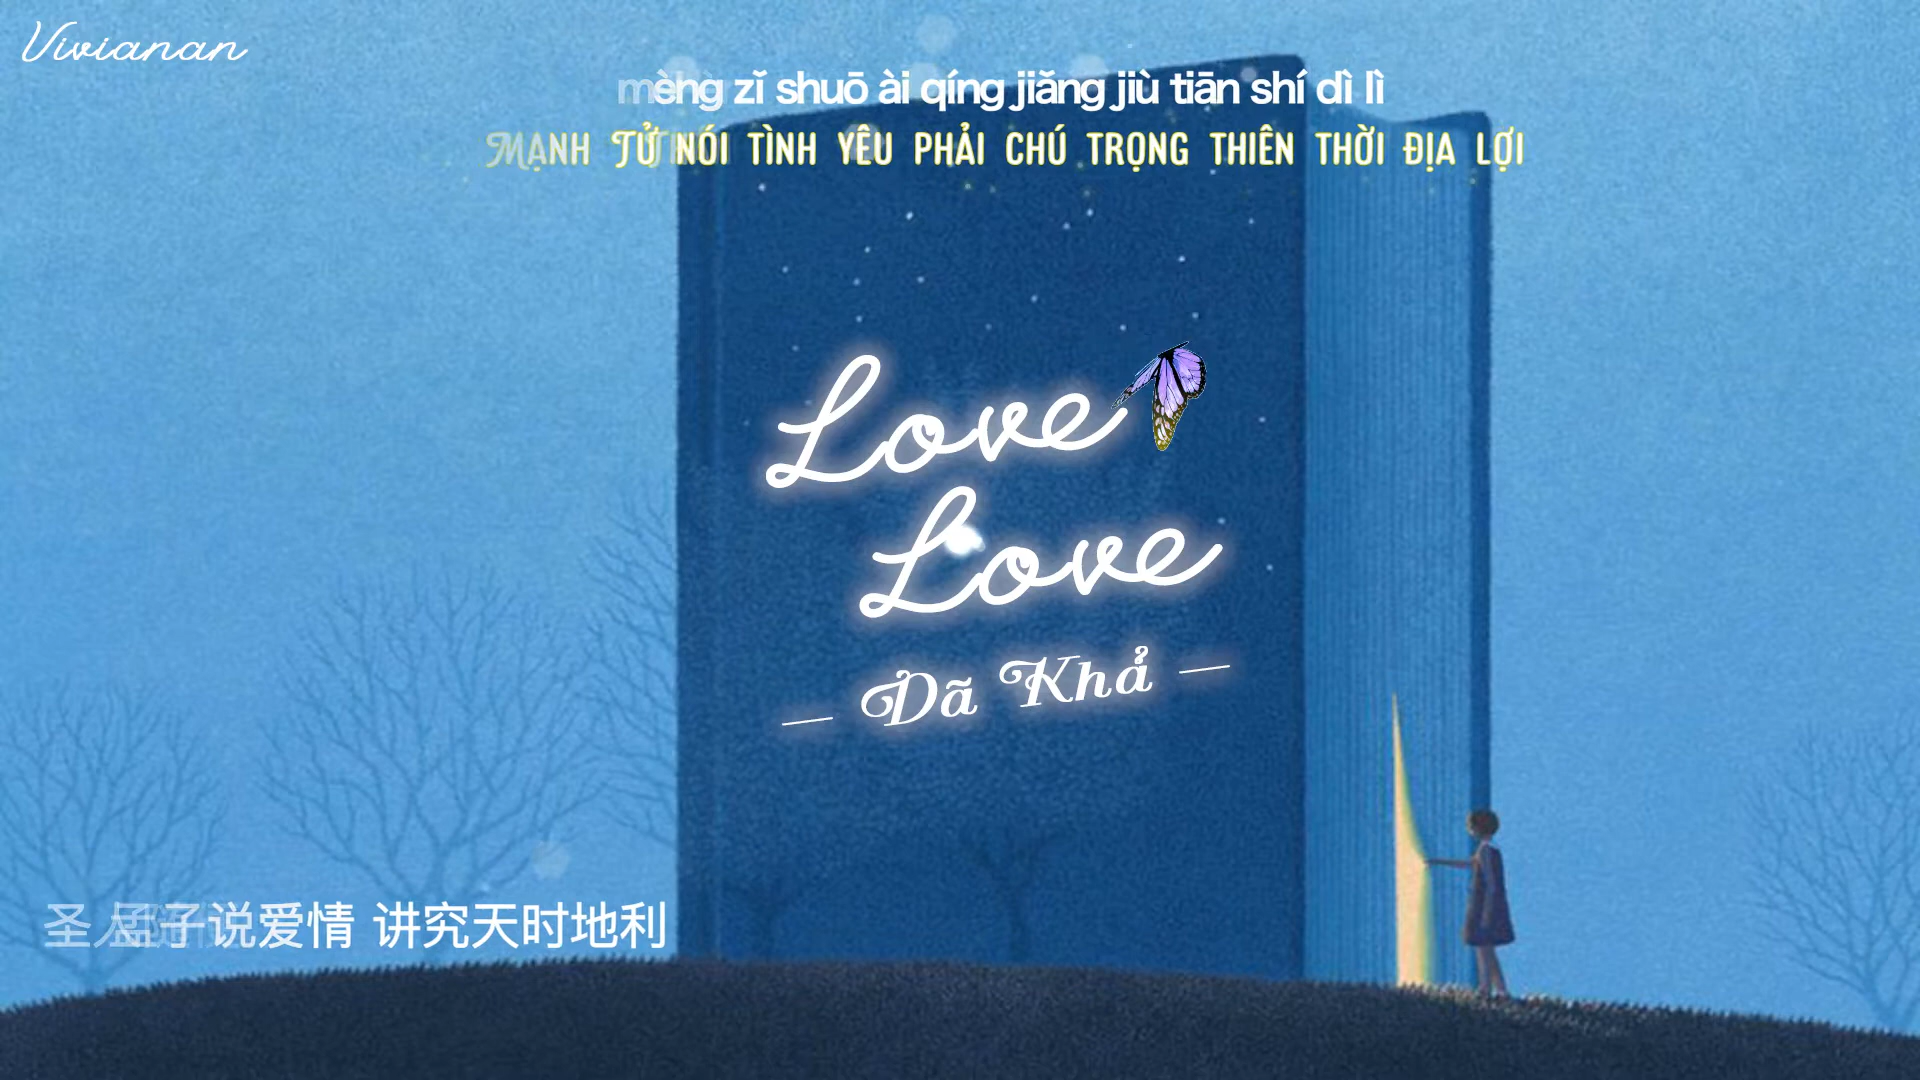 Vivianan
mèng zǐ shuō ài qíng jiǎng jiù tiān shí dì lì
MẠNH TỬ NÓI TÌNH YÊU PHẢI CHÚ TRỌNG THIÊN THỜI ĐỊA LỢI
Love
Love
— Dã Khả —
孟子说爱情 讲究天时地利